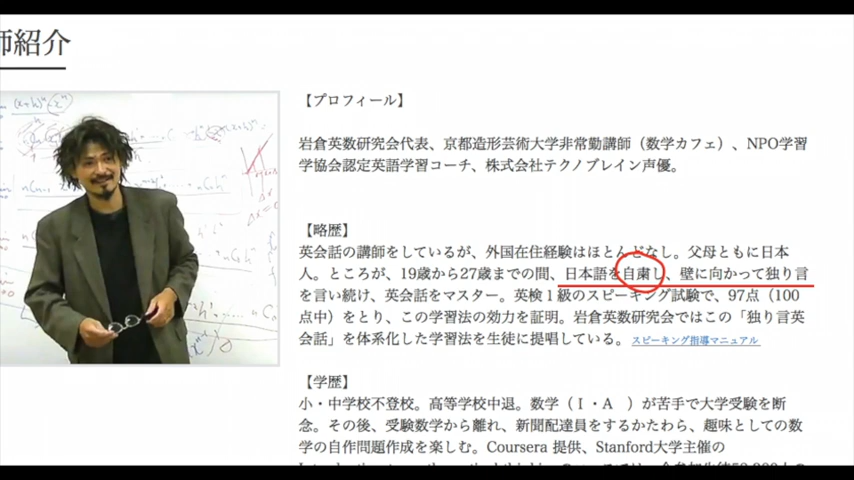 師紹介
【プロフィール】
岩倉英数研究会代表、京都造形芸術大学非常勤講師（数学カフェ）、NPO学習
学協会認定英語学習コーチ、株式会社テクノブレイン声優。
【略歴】
英会話の講師をしているが、外国在住経験はほとんどなし。父母ともに日本
人。ところが、19歳から27歳までの間、日本語を自粛し、壁に向かって独り言
を言い続け、英会話をマスター。英検１級のスピーキング試験で、97点（100
点中）をとり、この学習法の効力を証明。岩倉英数研究会ではこの「独り言英
会話」を体系化した学習法を生徒に提唱している。 スピーキング指導マニュアル
【学歴】
小・中学校不登校。高等学校中退。数学（Ⅰ・A　）が苦手で大学受験を断
念。その後、受験数学から離れ、新聞配達員をするかたわら、趣味としての数
学の自作問題作成を楽しむ。Coursera 提供、Stanford大学主催の